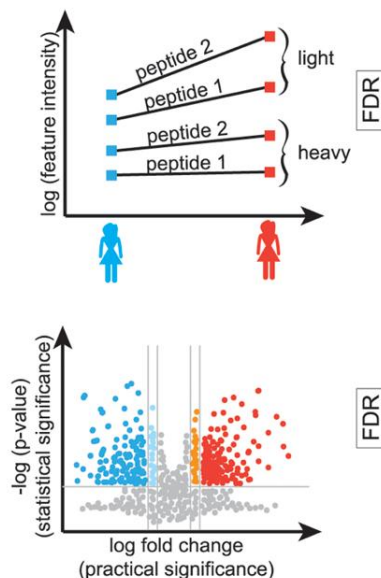 log (feature intensity)
peptide 2
peptide 1
peptide 2
peptide 1
light
heavy
FDR
-log (p-value)
(statistical significance)
log fold change
(practical significance)
FDR